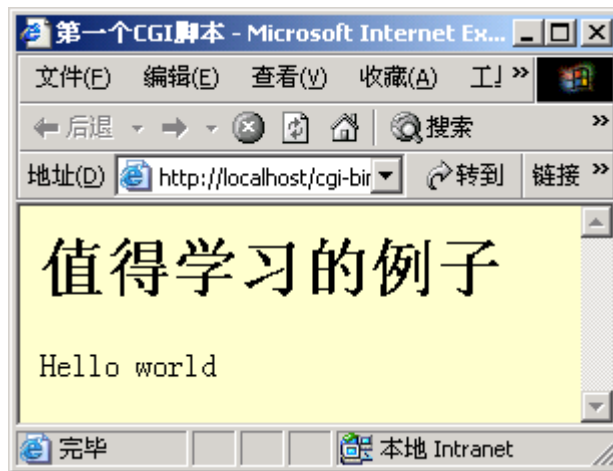 第一个CGI脚本 - Microsoft Internet Ex...
文件(F) 编辑(E) 查看(V) 收藏(A) 工 »
后退 搜索 »
地址(D) http://localhost/cgi-bir 转到 链接 »
值得学习的例子
Hello world
完毕 本地 Intranet